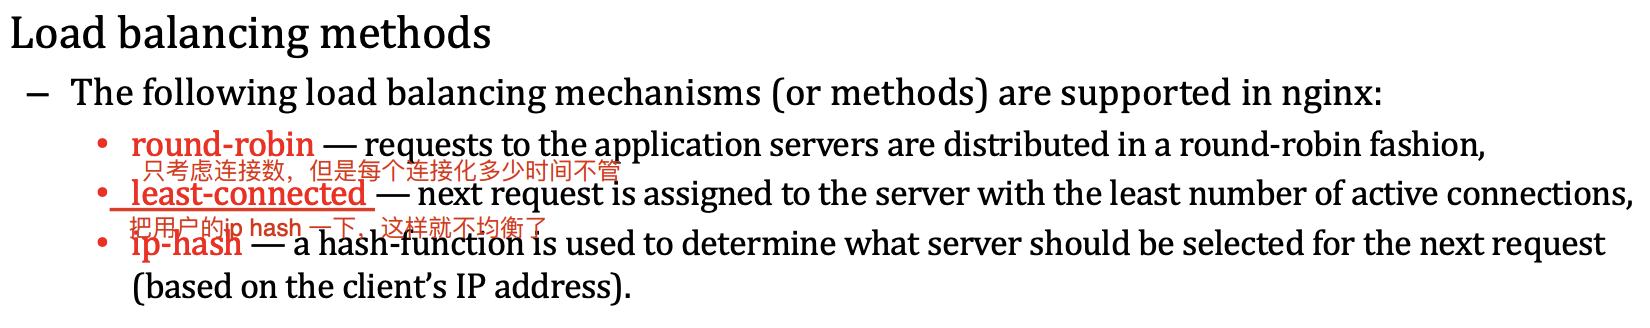 Load balancing methods
– The following load balancing mechanisms (or methods) are supported in nginx:
• round-robin — requests to the application servers are distributed in a round-robin fashion,
只考虑连接数，但是每个连接化多少时间不管
• least-connected — next request is assigned to the server with the least number of active connections,
把用户的ip hash 一下，这样就不均衡了
• ip-hash — a hash-function is used to determine what server should be selected for the next request
(based on the client’s IP address).